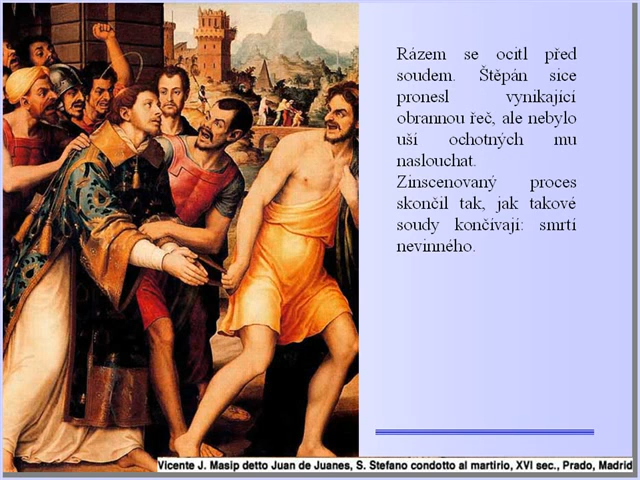 Rázem se ocitl před
soudem. Štěpán sice
pronesl vynikající
obrannou řeč, ale nebylo
uší ochotných mu
naslouchat.
Zinscenovaný proces
skončil tak, jak takové
soudy končívají: smrtí
nevinného.
Vicente J. Masip detto Juan de Juanes, S. Stefano condotto al martirio, XVI sec., Prado, Madrid